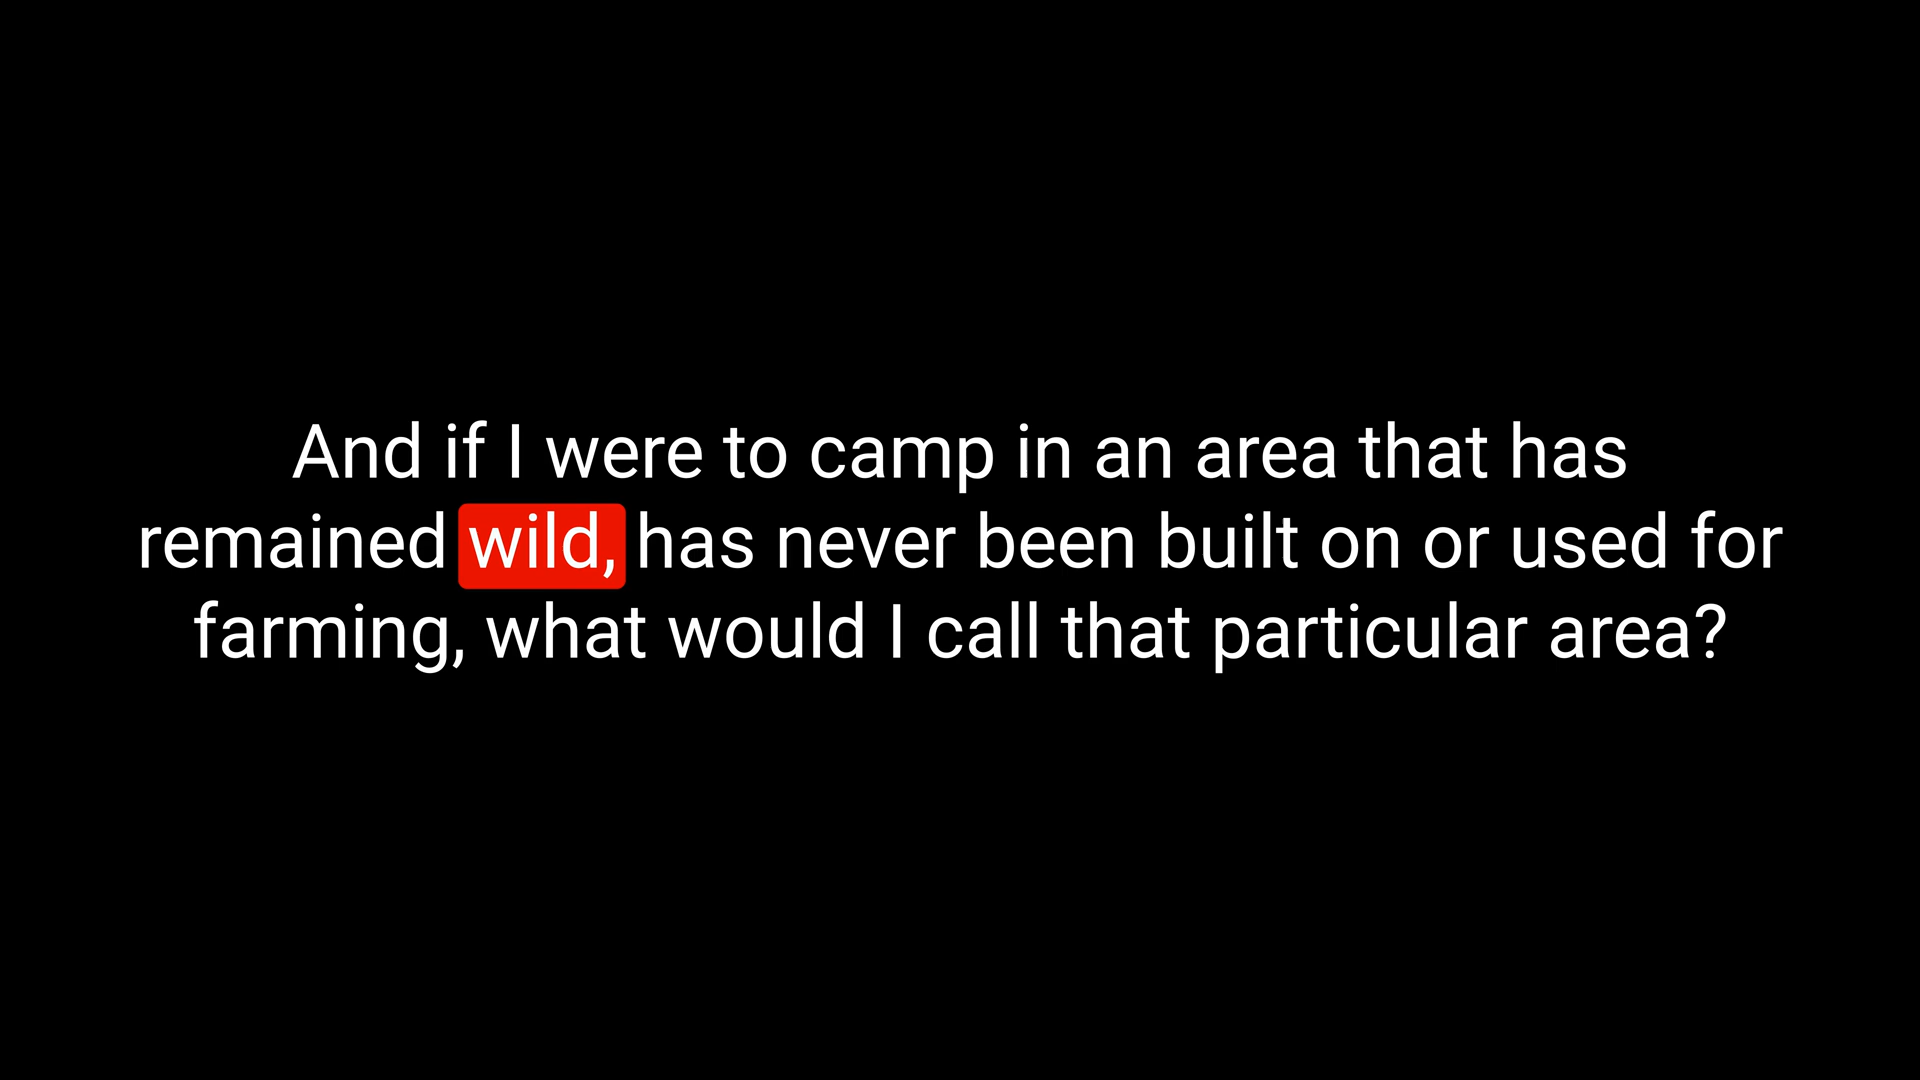 And if I were to camp in an area that has
remained wild, has never been built on or used for
farming, what would I call that particular area?